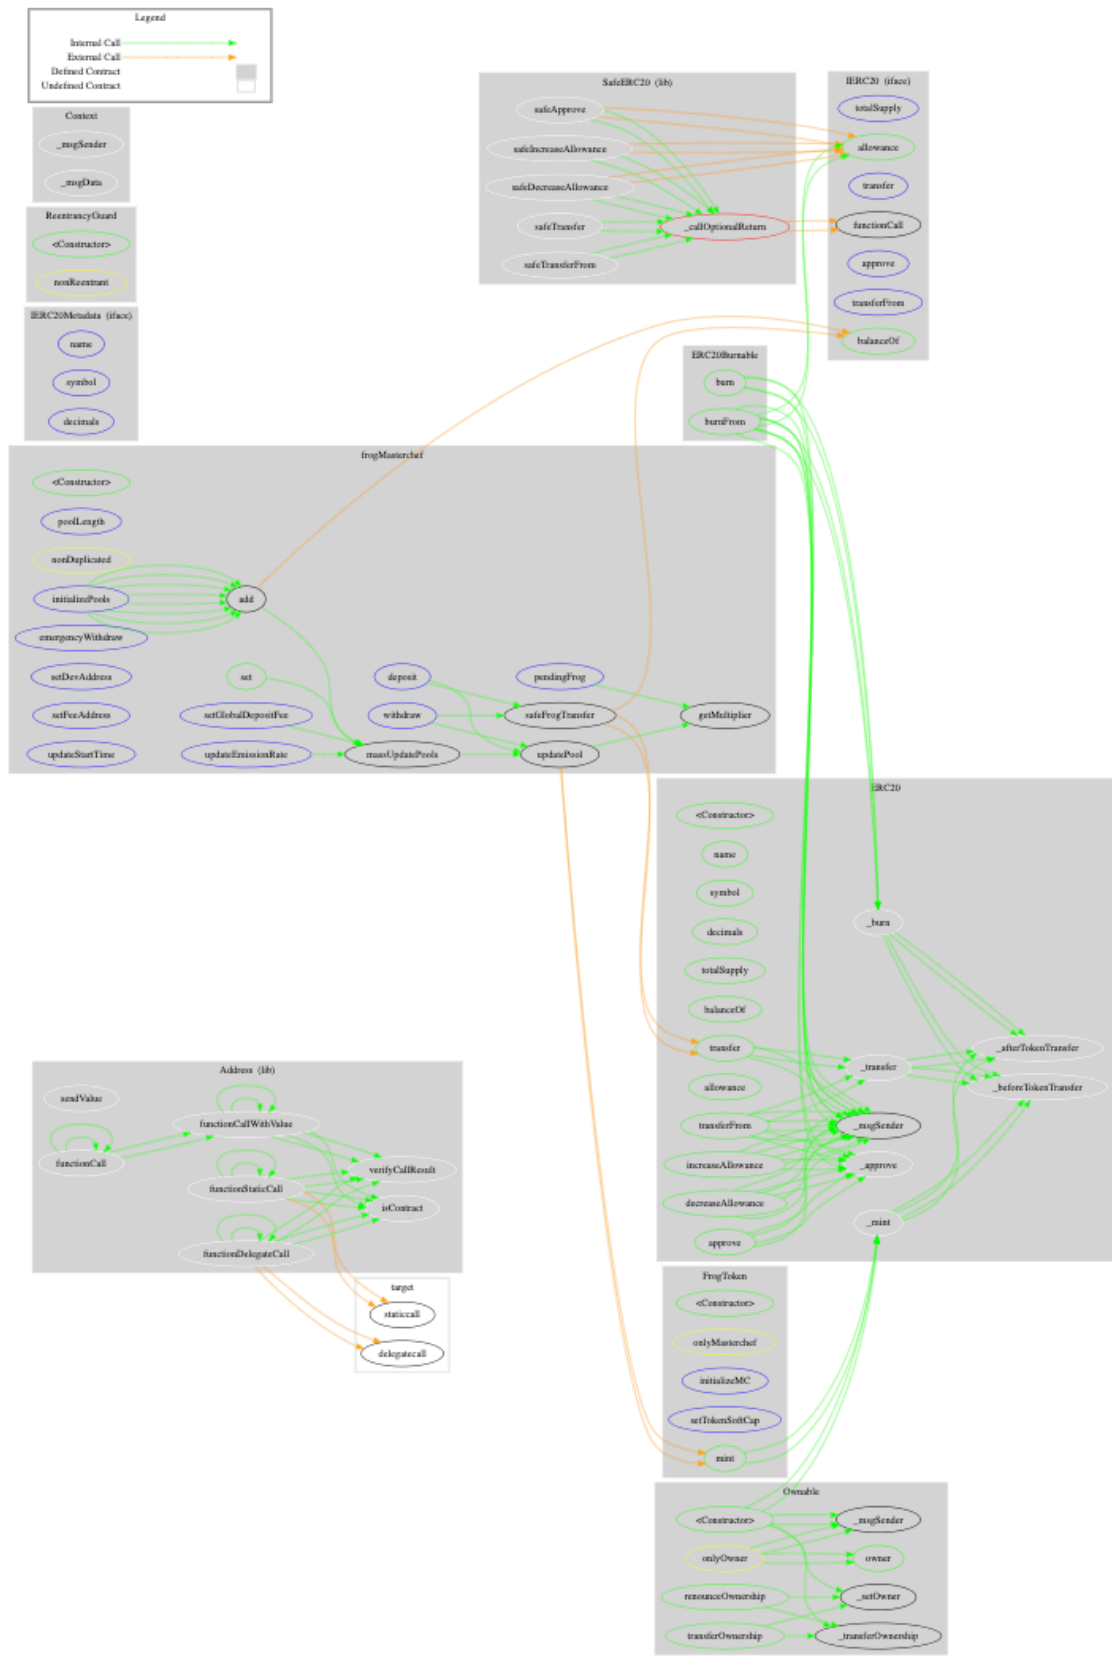 Legend
Internal Call
External Call
Defined Contract
Undefined Contract
Context
_msgSender
_msgData
ReentrancyGuard
<Constructor>
nonReentrant
IERC20Metadata (iface)
name
symbol
decimals
SafeERC20 (lib)
safeApprove
safeIncreaseAllowance
safeDecreaseAllowance
safeTransfer
safeTransferFrom
_callOptionalReturn
IERC20 (iface)
totalSupply
allowance
transfer
functionCall
approve
transferFrom
balanceOf
ERC20Burnable
burn
burnFrom
frogMasterchef
<Constructor>
poolLength
nonDuplicated
initializePools
add
emergencyWithdraw
setDevAddress
set
deposit
pendingFrog
setFeeAddress
setGlobalDepositFee
withdraw
safeFrogTransfer
getMultiplier
updateStartTime
updateEmissionRate
massUpdatePools
updatePool
ERC20
<Constructor>
name
symbol
decimals
totalSupply
balanceOf
transfer
allowance
transferFrom
increaseAllowance
decreaseAllowance
approve
_burn
_transfer
_msgSender
_approve
_mint
_afterTokenTransfer
_beforeTokenTransfer
Address (lib)
sendValue
functionCall
functionCallWithValue
functionStaticCall
functionDelegateCall
verifyCallResult
isContract
target
staticcall
delegatecall
FrogToken
<Constructor>
onlyMasterchef
initializeMC
setTokenSoftCap
mint
Ownable
<Constructor>
_msgSender
onlyOwner
owner
renounceOwnership
_setOwner
transferOwnership
_transferOwnership